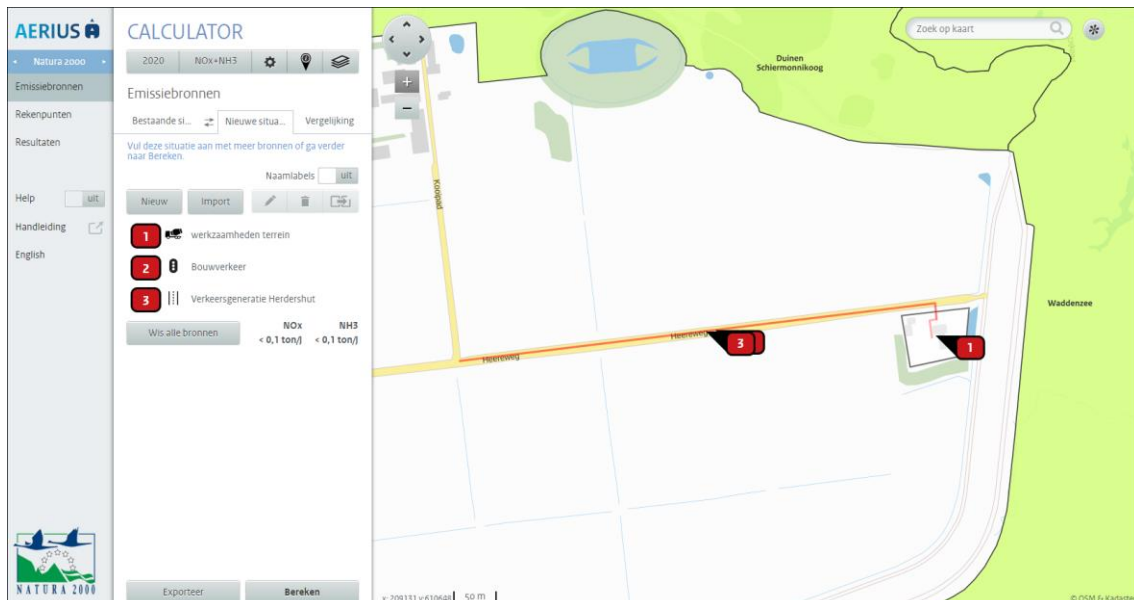 AERIUS
Natura 2000
Emissiebronnen
Rekenpunten
Resultaten
Help uit
Handleiding
English
NATURA 2000
CALCULATOR
2020 NOx+NH3
Emissiebronnen
Bestaande si... Nieuwe situa... Vergelijking
Vul deze situatie aan met meer bronnen of ga verder
naar Bereken.
Naamlabels uit
Nieuw Import
1 werkzaamheden terrein
2 Bouwverkeer
3 Verkeersgeneratie Herdershut
Wis alle bronnen NOx NH3
< 0,1 ton/j < 0,1 ton/j
Exporteer Bereken
Zoek op kaart
Duinen
Schiermonnikoog
Kooipad
Waddenzee
Heereweg
Heereweg
3
1
x: 209131 y:610648 50 m
© OSM & Kadaster